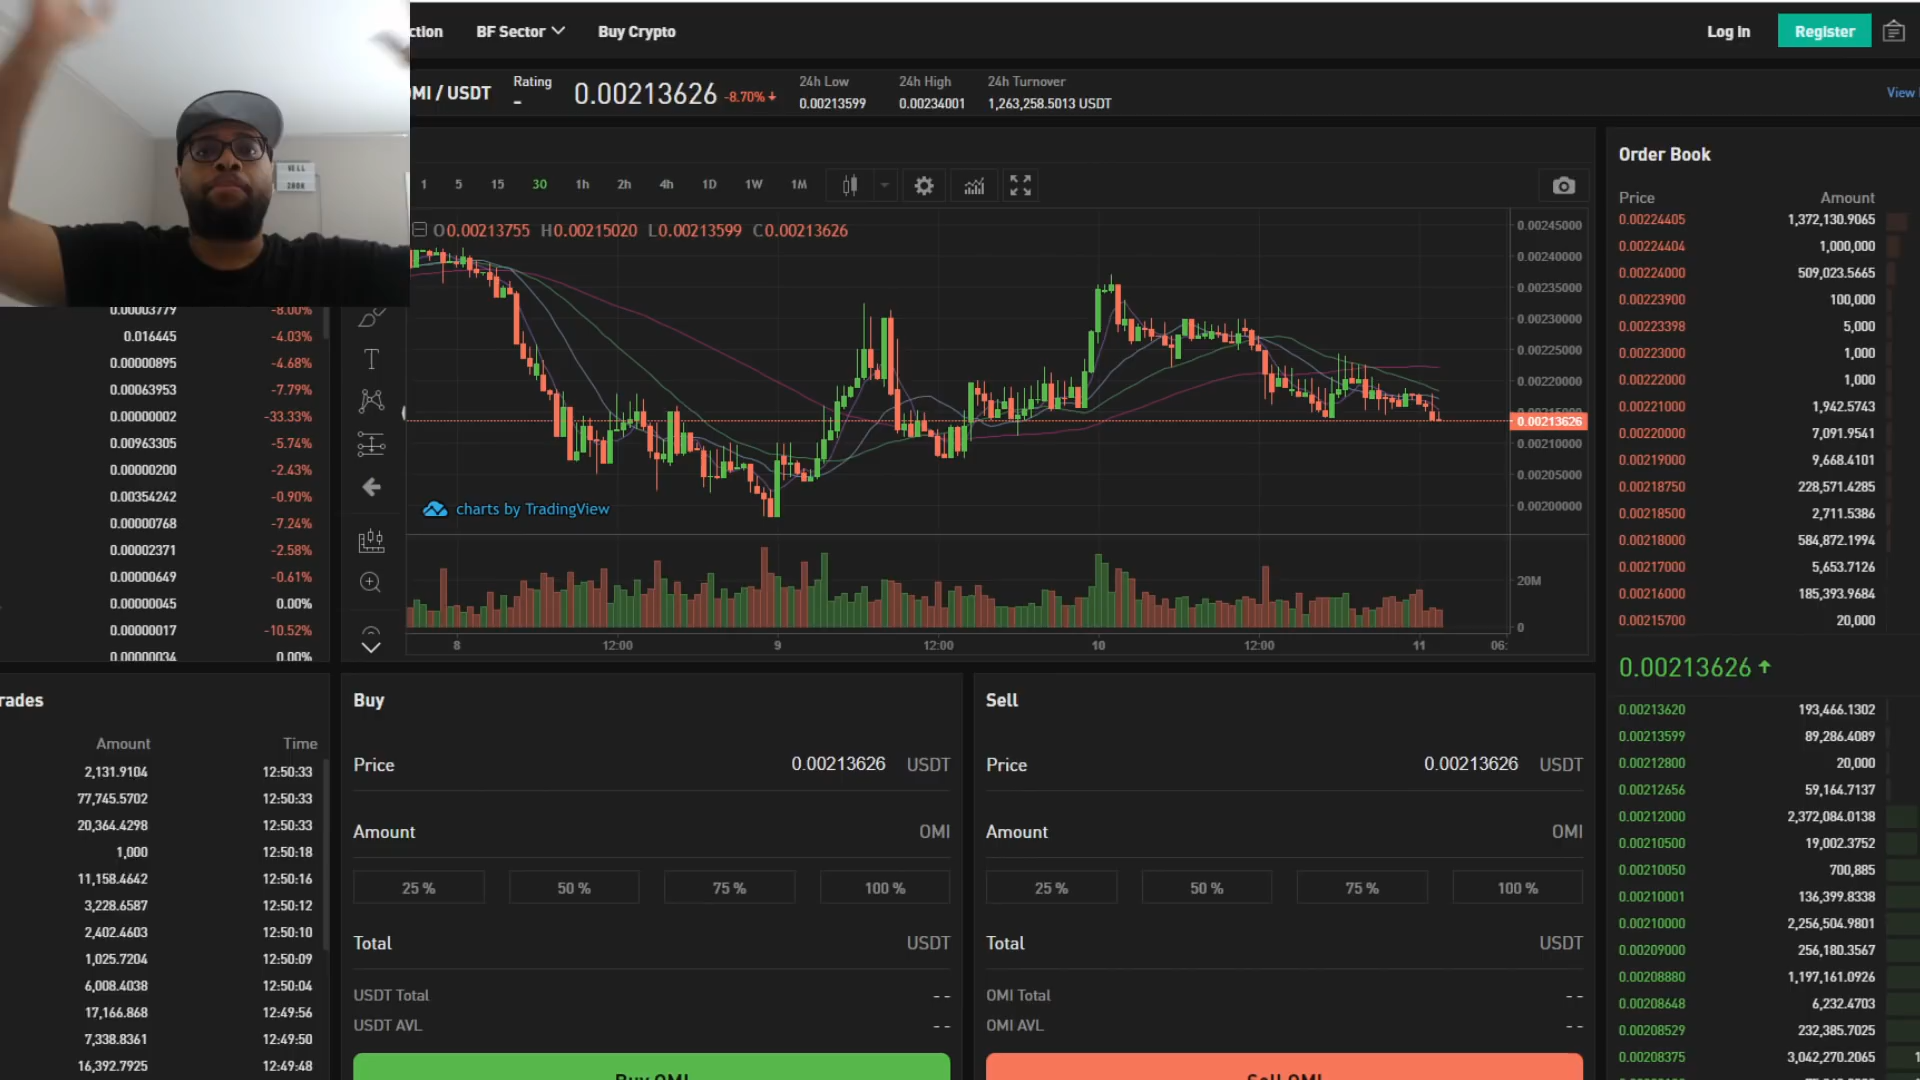 ction
BF Sector
Buy Crypto
Log In
Register
MI / USDT
Rating
-
0.00213626
-8.70%
24h Low
0.00213599
24h High
0.00234001
24h Turnover
1,263,258.5013 USDT
View
1 5 15 30 1h 2h 4h 1D 1W 1M
O0.00213755 H0.00215020 L0.00213599 C0.00213626
0.00245000
0.00240000
0.00235000
0.00230000
0.00225000
0.00220000
0.00213626
0.00210000
0.00205000
0.00200000
charts by TradingView
20M
0
8 12:00 9 12:00 10 12:00 11 06:
SELL
0.00003779 -8.00%
0.016445 -4.03%
0.00000895 -4.68%
0.00063953 -7.79%
0.00000002 -33.33%
0.00963305 -5.74%
0.00000200 -2.43%
0.00354242 -0.90%
0.00000768 -7.24%
0.00002371 -2.58%
0.00000649 -0.61%
0.00000045 0.00%
0.00000017 -10.52%
0.00000034 0.00%
rades
Amount Time
2,131.9104 12:50:33
77,745.5702 12:50:33
20,364.4298 12:50:33
1,000 12:50:18
11,158.4642 12:50:16
3,228.6587 12:50:12
2,402.4603 12:50:10
1,025.7204 12:50:09
6,008.4038 12:50:04
17,166.868 12:49:56
7,338.8361 12:49:50
16,392.7925 12:49:48
Buy
Price 0.00213626 USDT
Amount OMI
25 % 50 % 75 % 100 %
Total USDT
USDT Total - -
USDT AVL - -
Buy OMI
Sell
Price 0.00213626 USDT
Amount OMI
25 % 50 % 75 % 100 %
Total USDT
OMI Total - -
OMI AVL - -
Sell OMI
Order Book
Price Amount
0.00224405 1,372,130.9065
0.00224404 1,000,000
0.00224000 509,023.5665
0.00223900 100,000
0.00223398 5,000
0.00223000 1,000
0.00222000 1,000
0.00221000 1,942.5743
0.00220000 7,091.9541
0.00219000 9,668.4101
0.00218750 228,571.4285
0.00218500 2,711.5386
0.00218000 584,872.1994
0.00217000 5,653.7126
0.00216000 185,393.9684
0.00215700 20,000
0.00213626
0.00213620 193,466.1302
0.00213599 89,286.4089
0.00212800 20,000
0.00212656 59,164.7137
0.00212000 2,372,084.0138
0.00210500 19,002.3752
0.00210050 700,885
0.00210001 136,399.8338
0.00210000 2,256,504.9801
0.00209000 256,180.3567
0.00208880 1,197,161.0926
0.00208648 6,232.4703
0.00208529 232,385.7025
0.00208375 3,042,270.2065